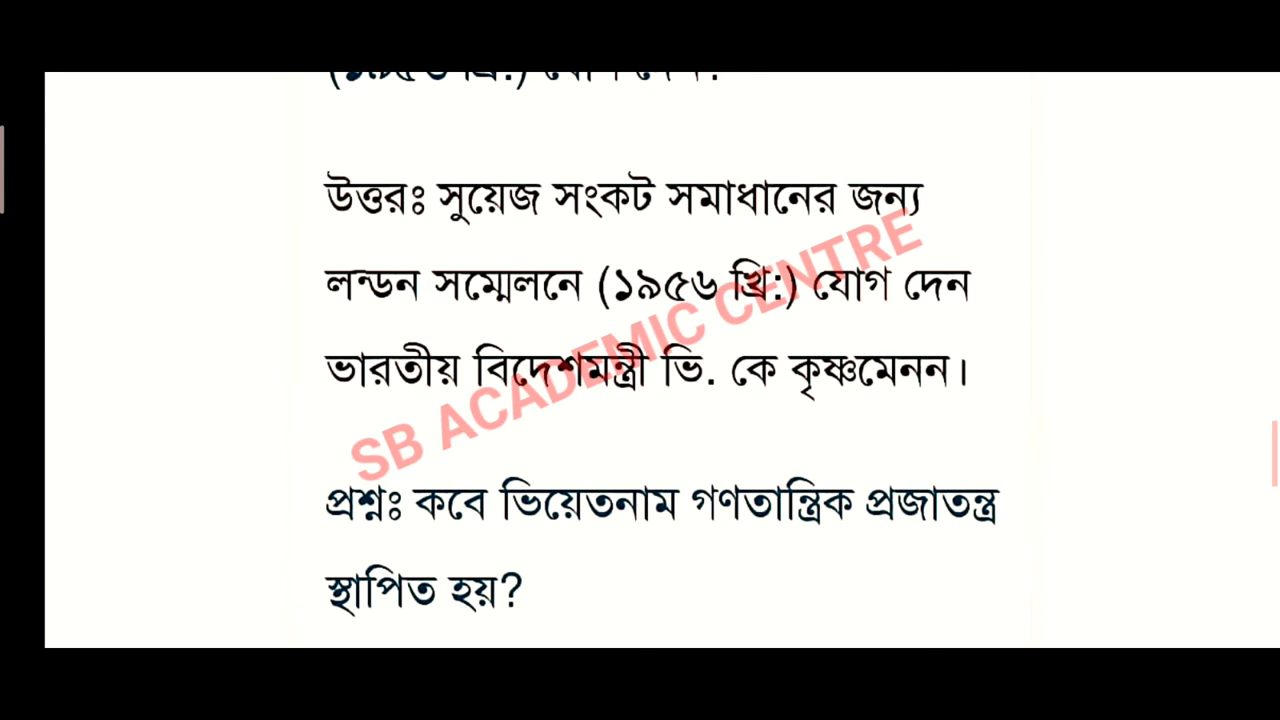 উত্তরঃ সুয়েজ সংকট সমাধানের জন্য
লন্ডন সম্মেলনে (১৯৫৬ খ্রি:) যোগ দেন
ভারতীয় বিদেশমন্ত্রী ভি. কে কৃষ্ণমেনন।
SB ACADEMIC CENTRE
প্রশ্নঃ কবে ভিয়েতনাম গণতান্ত্রিক প্রজাতন্ত্র
স্থাপিত হয়?